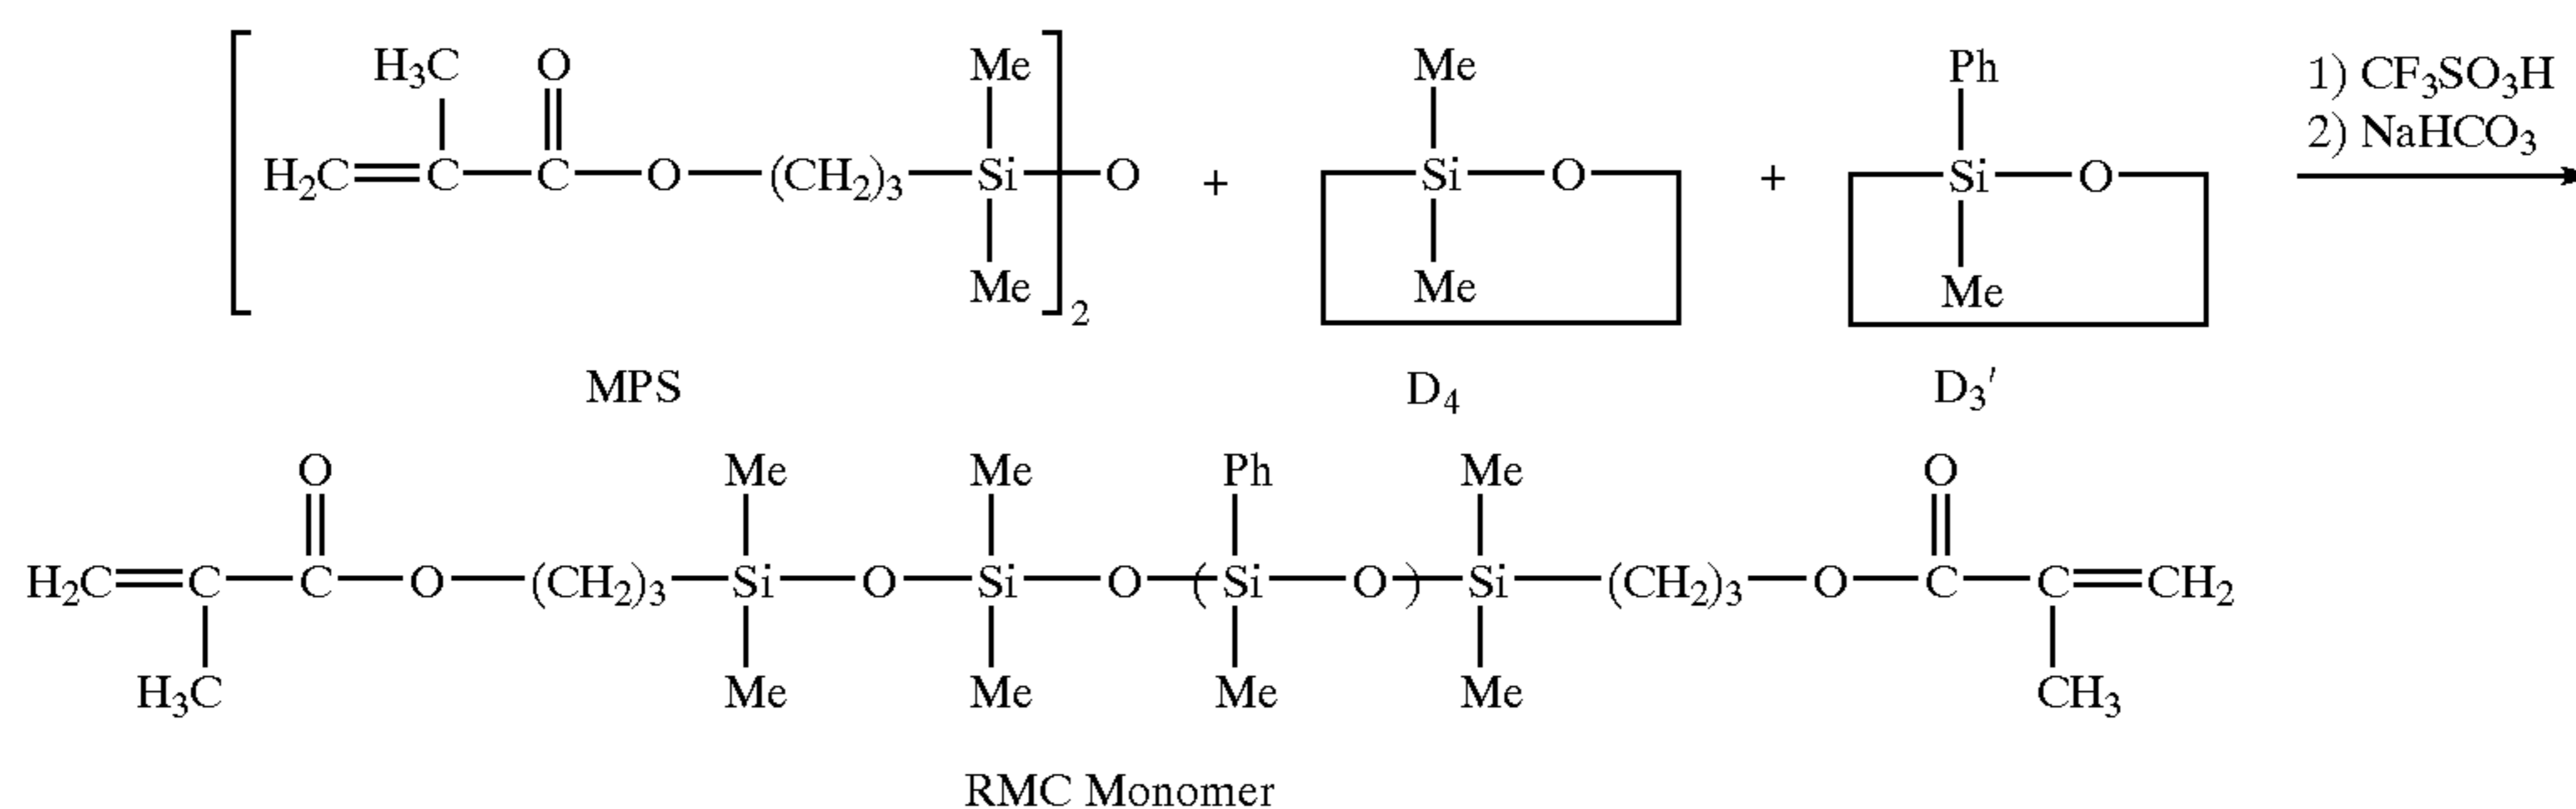 H₃C O Me Me Ph 1) CF₃SO₃H
2) NaHCO₃
[H₂C=C—C—O—(CH₂)₃—Si]₂—O + Si—O + Si—O
Me Me Me
MPS D₄ D₃′
O Me Me Ph Me O
H₂C=C—C—O—(CH₂)₃—Si—O—Si—O—(Si—O)—Si—(CH₂)₃—O—C—C=CH₂
H₃C Me Me Me Me CH₃
RMC Monomer